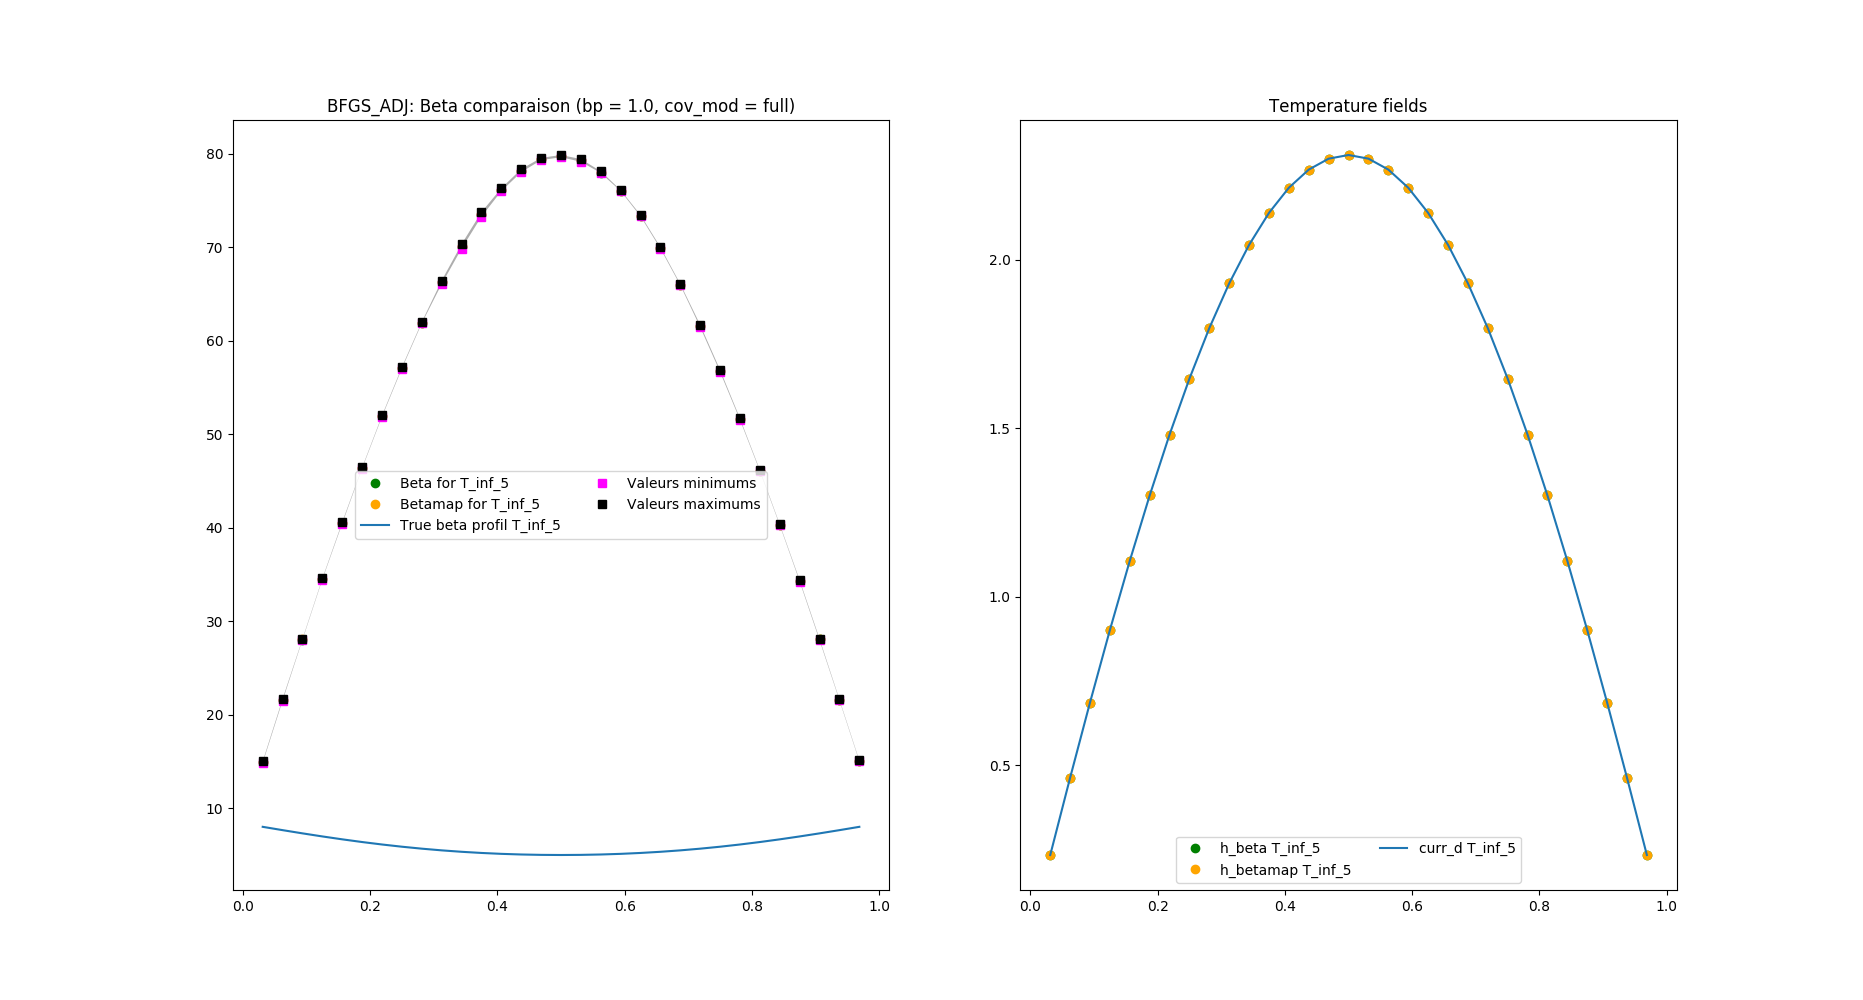 BFGS_ADJ: Beta comparaison (bp = 1.0, cov_mod = full)
80
70
60
50
40
30
20
10
0.0 0.2 0.4 0.6 0.8 1.0
Beta for T_inf_5
Betamap for T_inf_5
True beta profil T_inf_5
Valeurs minimums
Valeurs maximums
Temperature fields
2.0
1.5
1.0
0.5
0.0 0.2 0.4 0.6 0.8 1.0
h_beta T_inf_5
h_betamap T_inf_5
curr_d T_inf_5